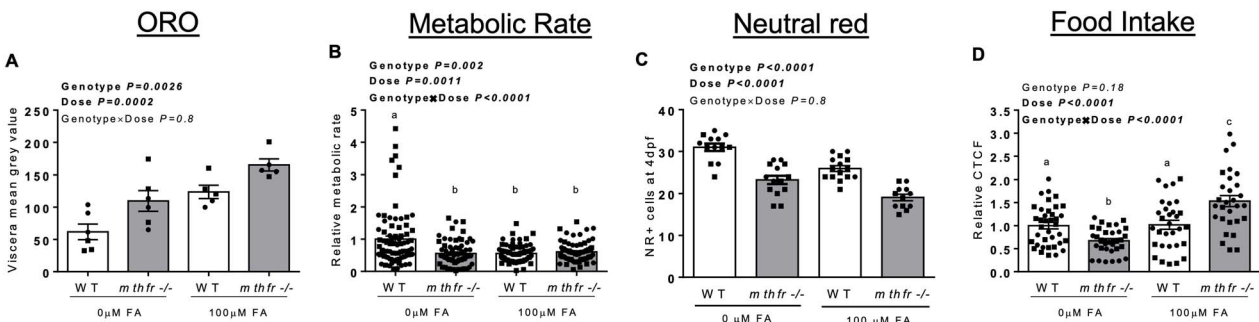 ORO
Metabolic Rate
Neutral red
Food Intake
A
Genotype P=0.0026
Dose P=0.0002
Genotype×Dose P=0.8
Viscera mean grey value
250
200
150
100
50
0
WT
mthfr -/-
WT
mthfr -/-
0μM FA
100μM FA
B
Genotype P=0.002
Dose P=0.0011
Genotype×Dose P<0.0001
Relative metabolic rate
5
4
3
2
1
0
a
b
b
b
WT
mthfr -/-
WT
mthfr -/-
0μM FA
100μM FA
C
Genotype P<0.0001
Dose P<0.0001
Genotype×Dose P=0.8
NR+ cells at 4dpf
40
30
20
10
0
WT
mthfr -/-
WT
mthfr -/-
0μM FA
100μM FA
D
Genotype P=0.18
Dose P<0.0001
Genotype×Dose P<0.0001
Relative CTCF
3.5
3.0
2.5
2.0
1.5
1.0
0.5
0.0
a
b
a
c
WT
mthfr -/-
WT
mthfr -/-
0μM FA
100μM FA